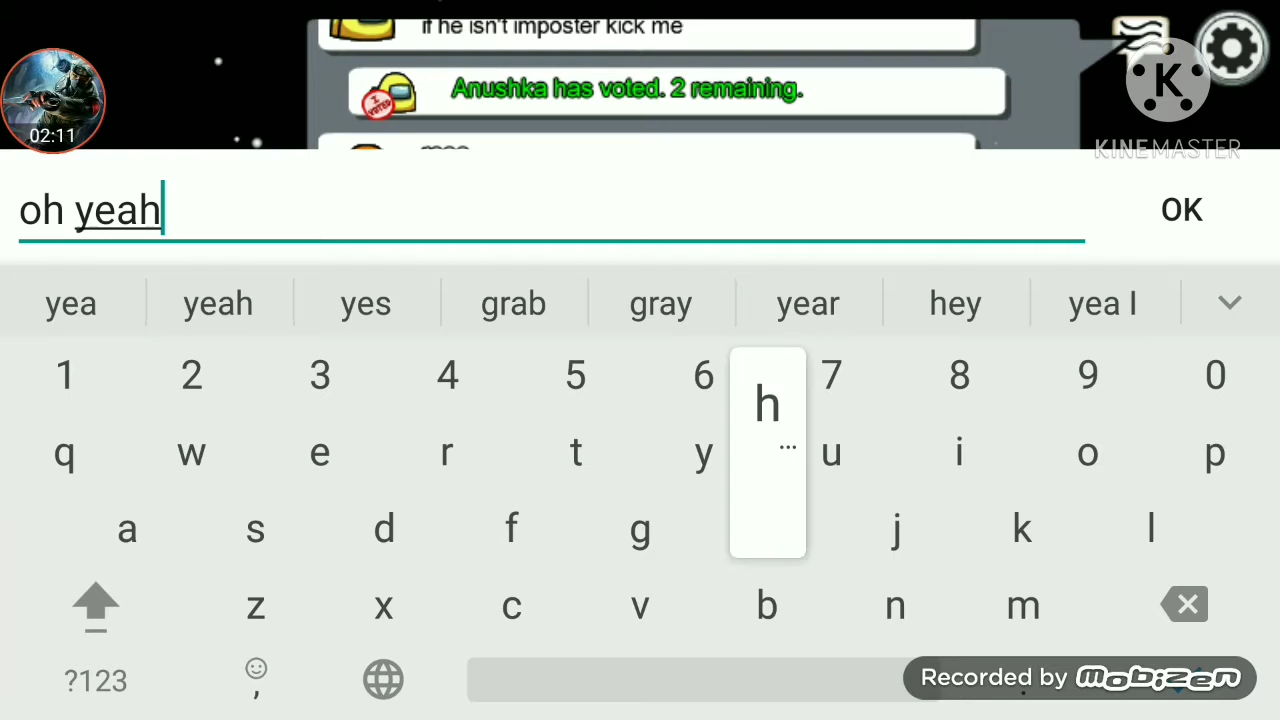 if he isn't imposter kick me
I VOTED
Anushka has voted. 2 remaining.
02:11
K
KINEMASTER
oh yeah
OK
yea yeah yes grab gray year hey yea I
1 2 3 4 5 6 7 8 9 0
h
q w e r t y u i o p
a s d f g j k l
z x c v b n m
?123 , .
Recorded by mobizen